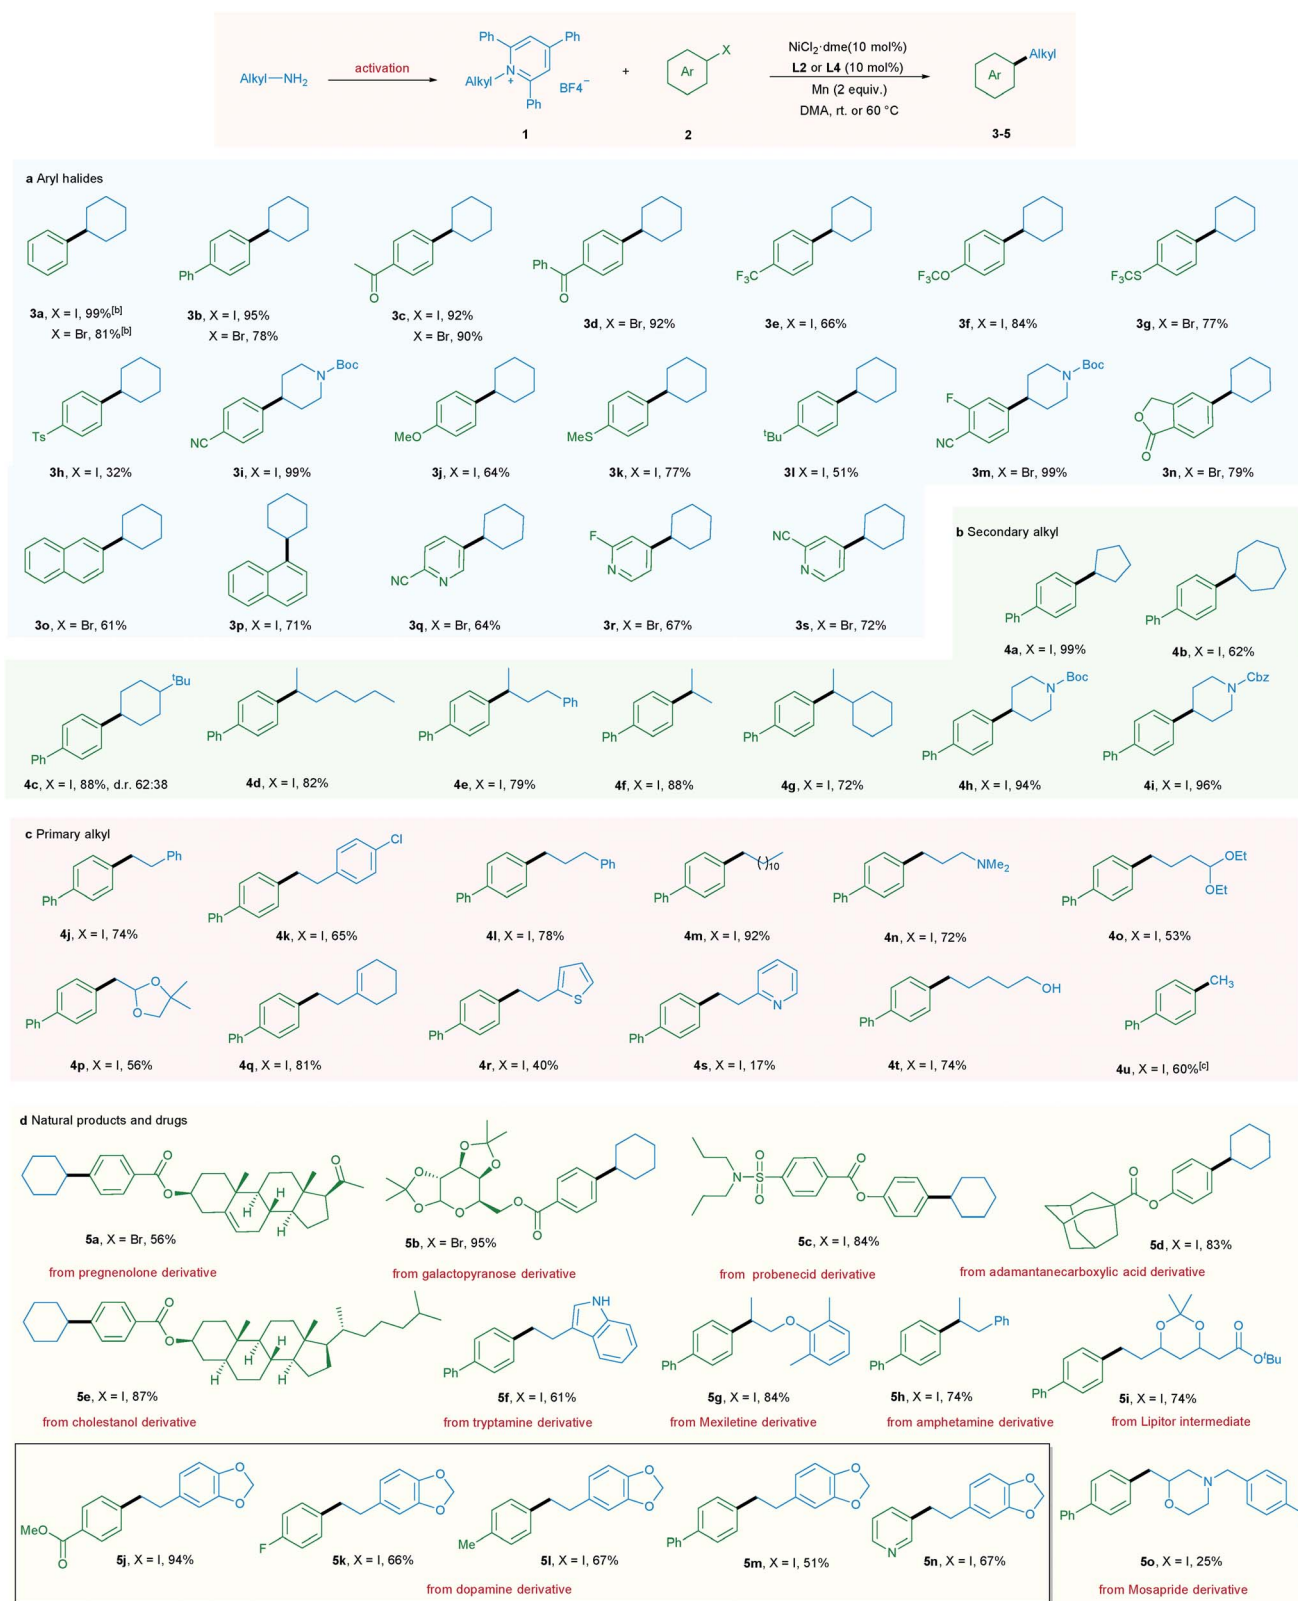 Ph Ph
Alkyl—NH2 activation Alkyl N+ BF4− + Ar X NiCl2·dme(10 mol%) Ar Alkyl
Ph L2 or L4 (10 mol%)
Mn (2 equiv.)
DMA, rt. or 60 °C
1 2 3-5
a Aryl halides
Ph O Ph O F3C F3CO F3CS
3a, X = I, 99%[b] 3b, X = I, 95% 3c, X = I, 92% 3d, X = Br, 92% 3e, X = I, 66% 3f, X = I, 84% 3g, X = Br, 77%
X = Br, 81%[b] X = Br, 78% X = Br, 90%
Ts NC N Boc MeO MeS tBu F NC N Boc O O
3h, X = I, 32% 3i, X = I, 99% 3j, X = I, 64% 3k, X = I, 77% 3l X = I, 51% 3m, X = Br, 99% 3n, X = Br, 79%
NC N F N NC N
3o, X = Br, 61% 3p, X = I, 71% 3q, X = Br, 64% 3r, X = Br, 67% 3s, X = Br, 72%
b Secondary alkyl
Ph Ph
4a, X = I, 99% 4b, X = I, 62%
Ph tBu Ph Ph Ph Ph Ph Ph N Boc Ph N Cbz
4c, X = I, 88%, d.r. 62:38 4d, X = I, 82% 4e, X = I, 79% 4f, X = I, 88% 4g, X = I, 72% 4h, X = I, 94% 4i, X = I, 96%
c Primary alkyl
Ph Ph Ph Cl Ph Ph Ph ( )10 Ph NMe2 Ph OEt OEt
4j, X = I, 74% 4k, X = I, 65% 4l, X = I, 78% 4m, X = I, 92% 4n, X = I, 72% 4o, X = I, 53%
Ph O O Ph Ph S Ph N Ph OH Ph CH3
4p, X = I, 56% 4q, X = I, 81% 4r, X = I, 40% 4s, X = I, 17% 4t, X = I, 74% 4u, X = I, 60%[c]
d Natural products and drugs
O O H H H O O O O O O O O N S O O O O O O
5a, X = Br, 56% 5b, X = Br, 95% 5c, X = I, 84% 5d, X = I, 83%
from pregnenolone derivative from galactopyranose derivative from probenecid derivative from adamantanecarboxylic acid derivative
O O H H H H Ph NH Ph O Ph Ph Ph O O O OtBu
5e, X = I, 87% 5f, X = I, 61% 5g, X = I, 84% 5h, X = I, 74% 5i, X = I, 74%
from cholestanol derivative from tryptamine derivative from Mexiletine derivative from amphetamine derivative from Lipitor intermediate
MeO O O O F O O Me O O Ph O O N O O Ph O N
5j, X = I, 94% 5k, X = I, 66% 5l, X = I, 67% 5m, X = I, 51% 5n, X = I, 67% 5o, X = I, 25%
from dopamine derivative from Mosapride derivative